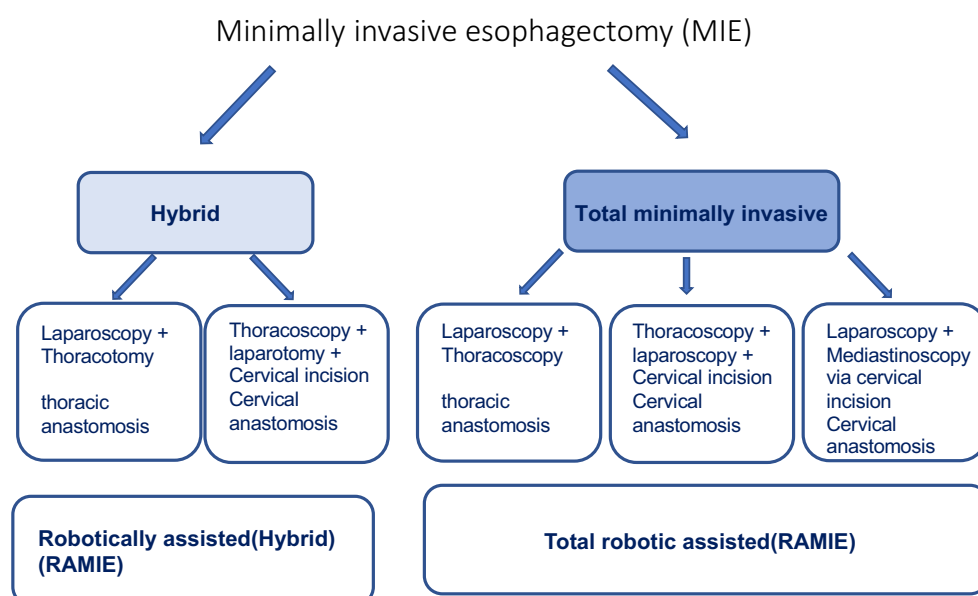 Minimally invasive esophagectomy (MIE)
Hybrid
Total minimally invasive
Laparoscopy +
Thoracotomy
thoracic
anastomosis
Thoracoscopy +
laparotomy +
Cervical incision
Cervical
anastomosis
Laparoscopy +
Thoracoscopy
thoracic
anastomosis
Thoracoscopy +
laparoscopy +
Cervical incision
Cervical
anastomosis
Laparoscopy +
Mediastinoscopy
via cervical
incision
Cervical
anastomosis
Robotically assisted(Hybrid)
(RAMIE)
Total robotic assisted(RAMIE)